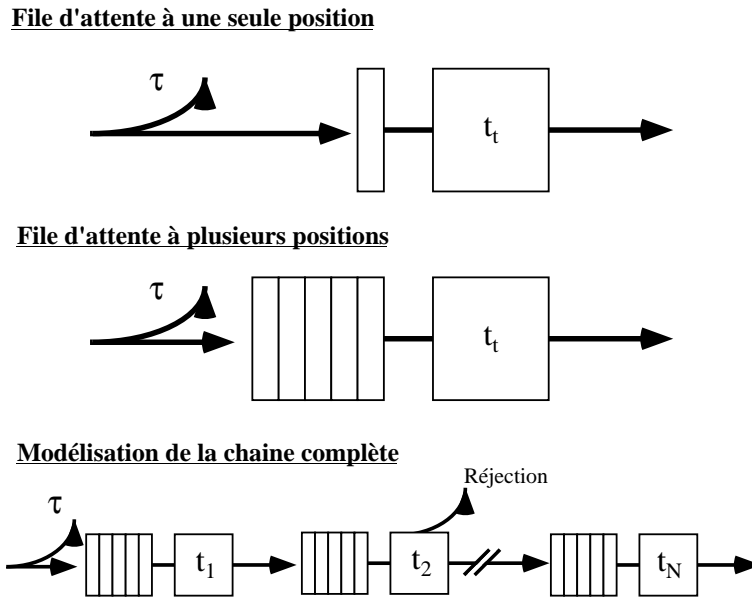 File d'attente à une seule position
τ
t_t
File d'attente à plusieurs positions
τ
t_t
Modélisation de la chaine complète
Réjection
τ
t_1
t_2
t_N